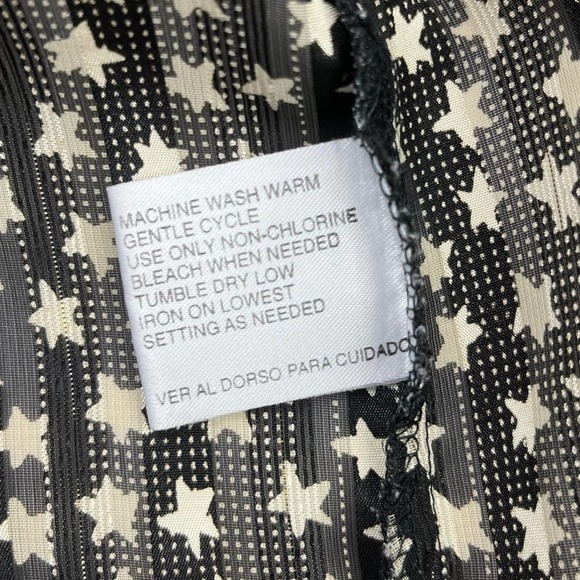 MACHINE WASH WARM
GENTLE CYCLE
USE ONLY NON-CHLORINE
BLEACH WHEN NEEDED
TUMBLE DRY LOW
IRON ON LOWEST
SETTING AS NEEDED
VER AL DORSO PARA CUIDADO